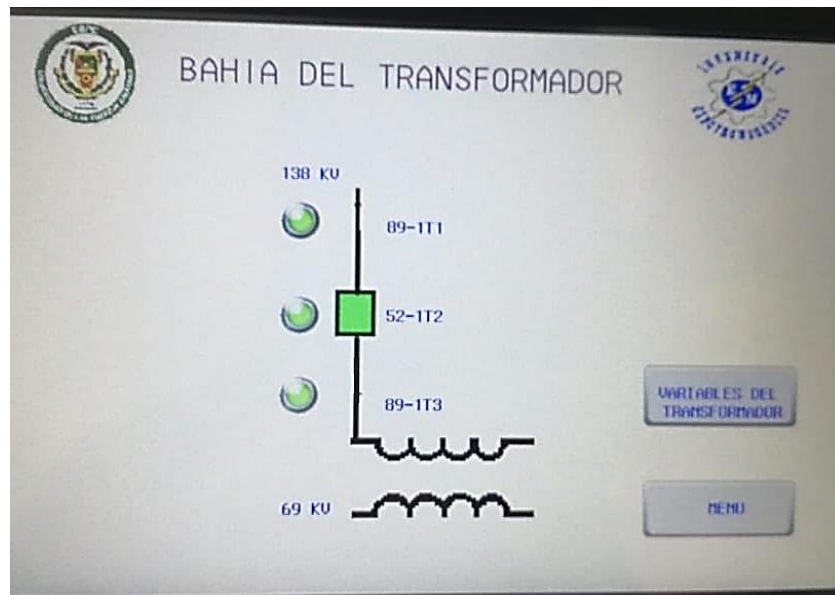 BAHIA DEL TRANSFORMADOR
138 KV
89-1T1
52-1T2
89-1T3
VARIABLES DEL
TRANSFORMADOR
69 KV
MENU